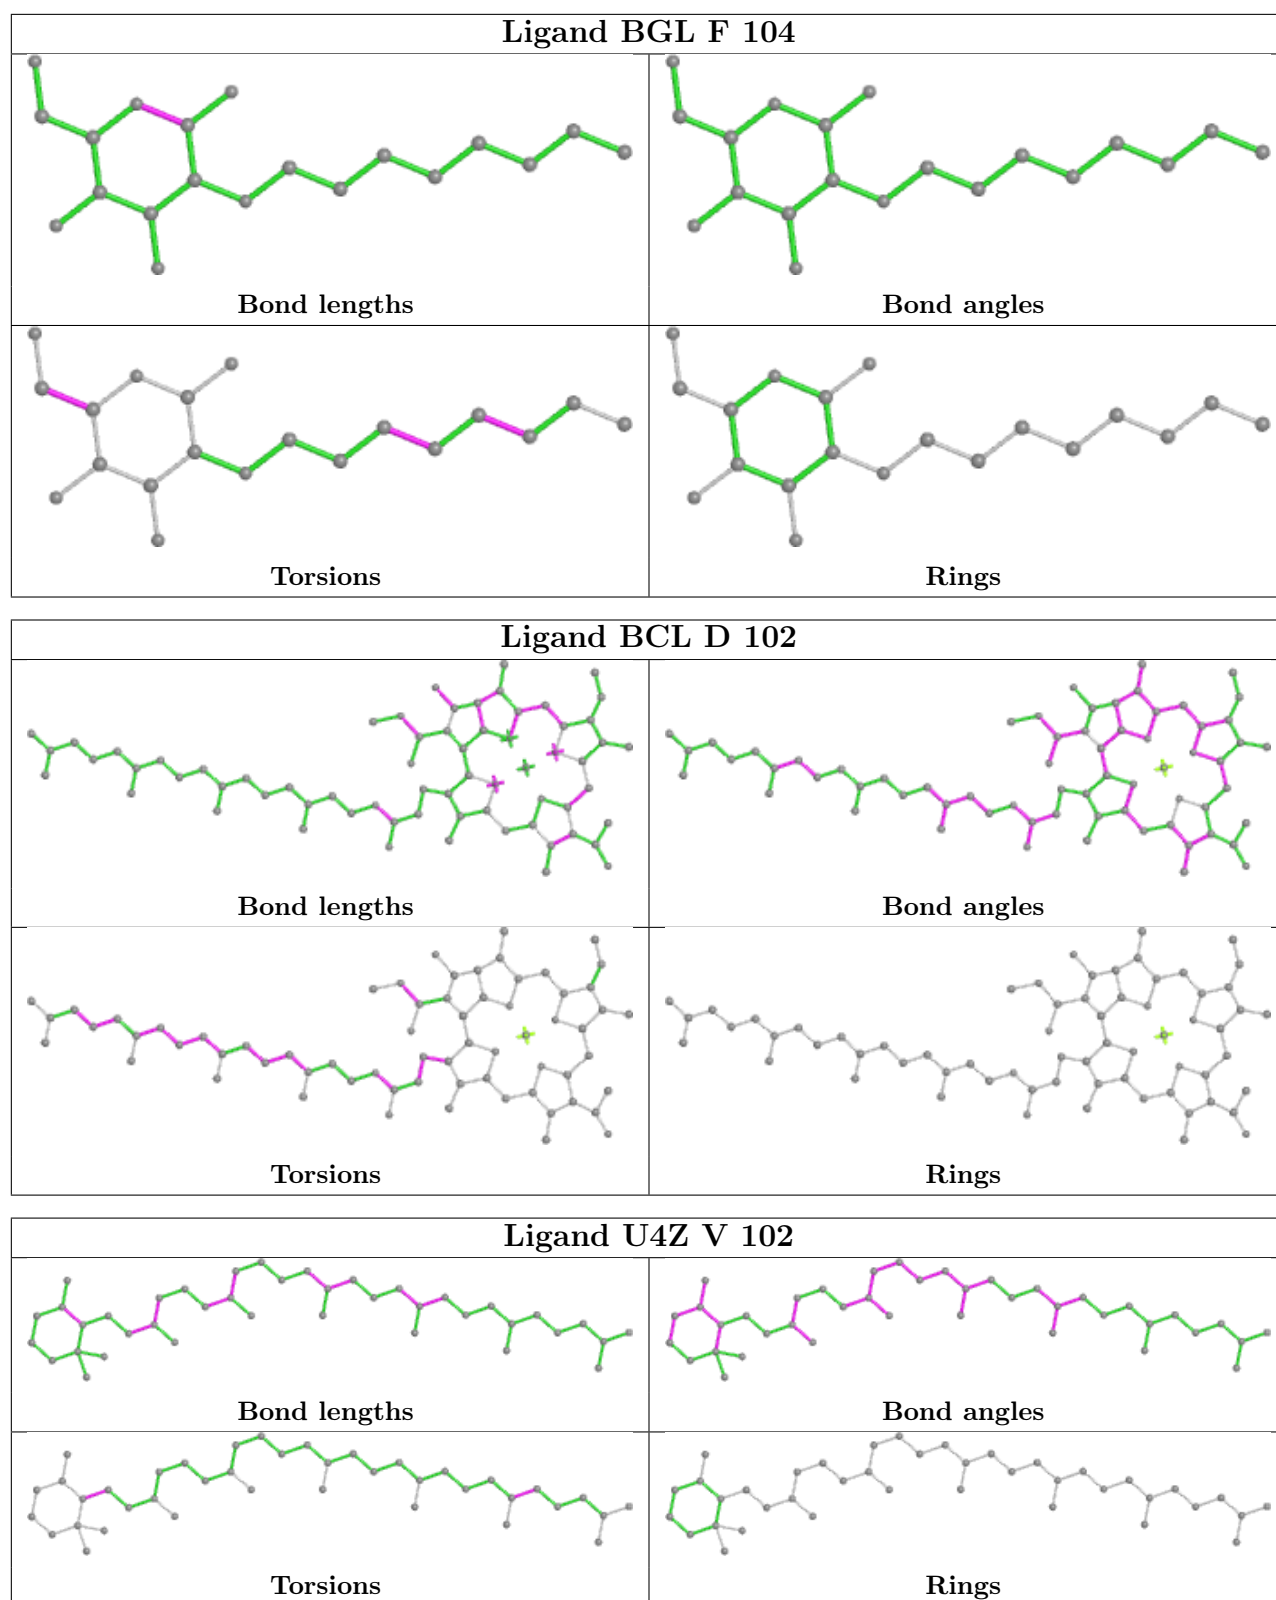 Ligand BGL F 104
Bond lengths
Bond angles
Torsions
Rings
Ligand BCL D 102
Bond lengths
Bond angles
Torsions
Rings
Ligand U4Z V 102
Bond lengths
Bond angles
Torsions
Rings